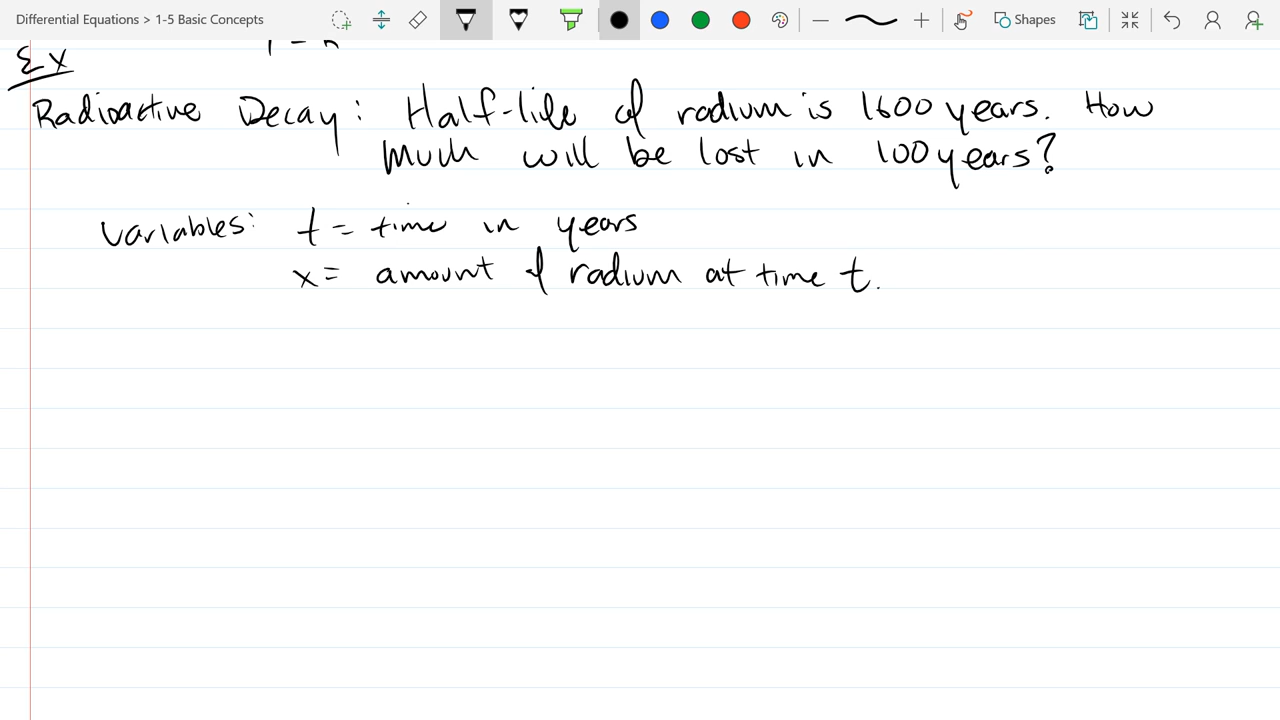 Differential Equations > 1-5 Basic Concepts
Shapes
Ex
Radioactive Decay: Half-life of radium is 1600 years. How
much will be lost in 100 years?
Variables: t = time in years
x = amount of radium at time t.